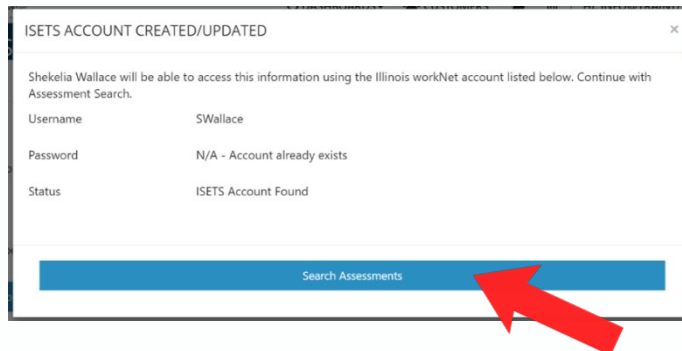 ISETS ACCOUNT CREATED/UPDATED ×
Shekelia Wallace will be able to access this information using the Illinois workNet account listed below. Continue with
Assessment Search.
Username SWallace
Password N/A - Account already exists
Status ISETS Account Found
Search Assessments